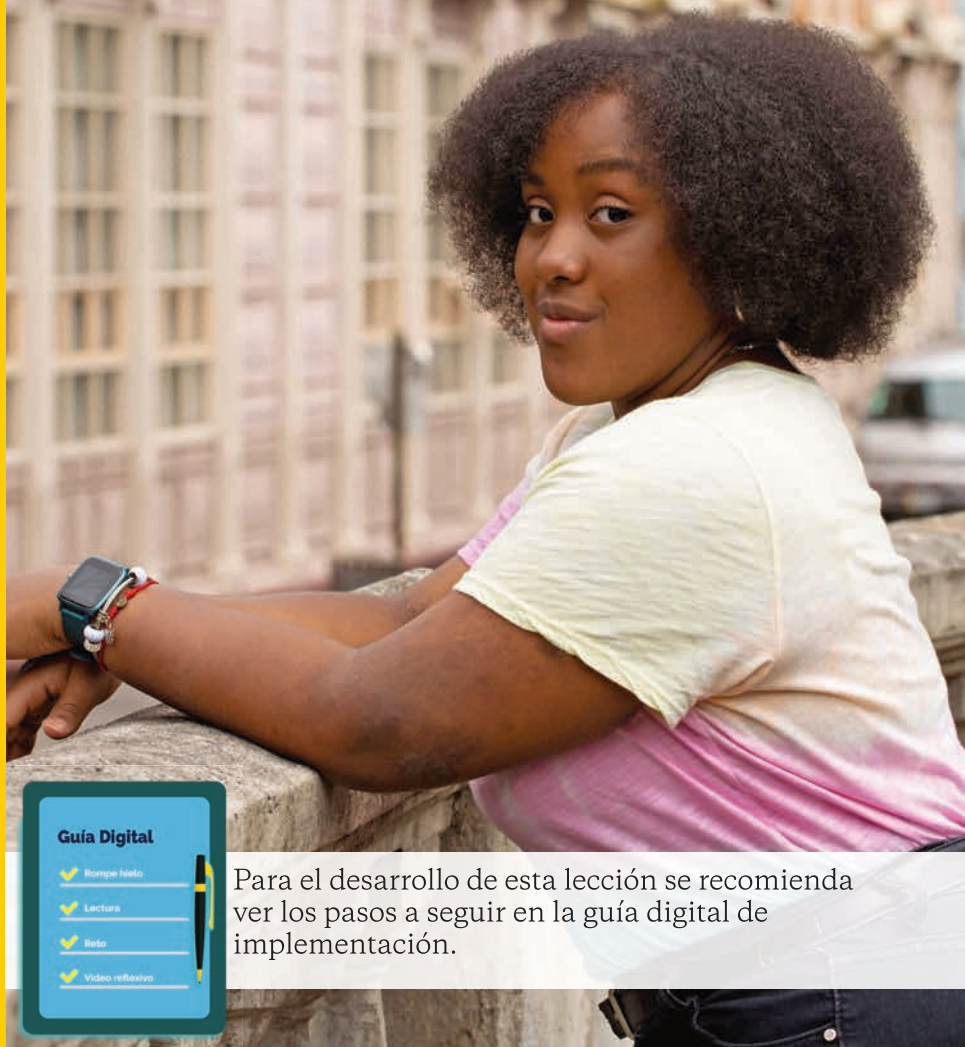 Guía Digital
Rompe hielo
Lectura
Reto
Video reflexivo
Para el desarrollo de esta lección se recomienda
ver los pasos a seguir en la guía digital de
implementación.